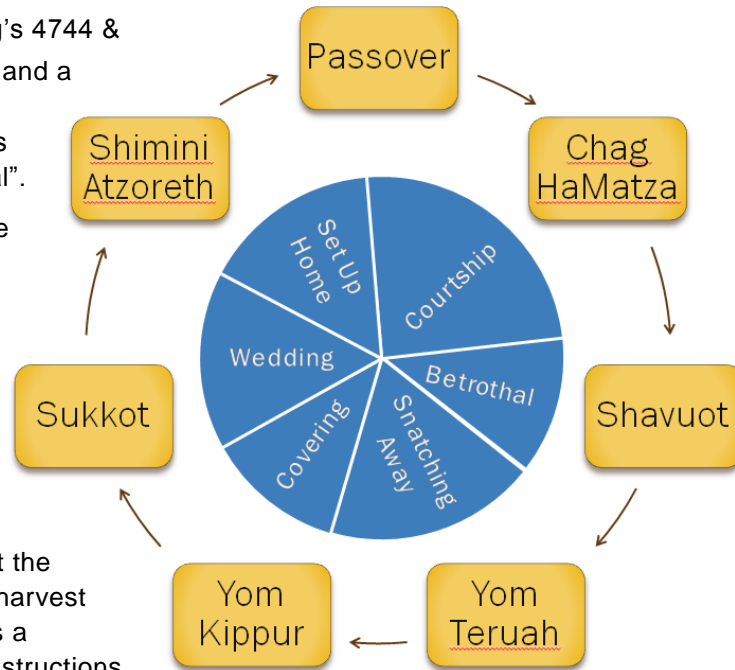 g's 4744 &
and a
s
al”.
e
Passover
Chag
HaMatza
Shavuot
Yom
Teruah
Yom
Kippur
Sukkot
Shimini
Atzoreth
Courtship
Betrothal
Snatching
Away
Covering
Wedding
Set Up
Home
t the
harvest
s a
structions